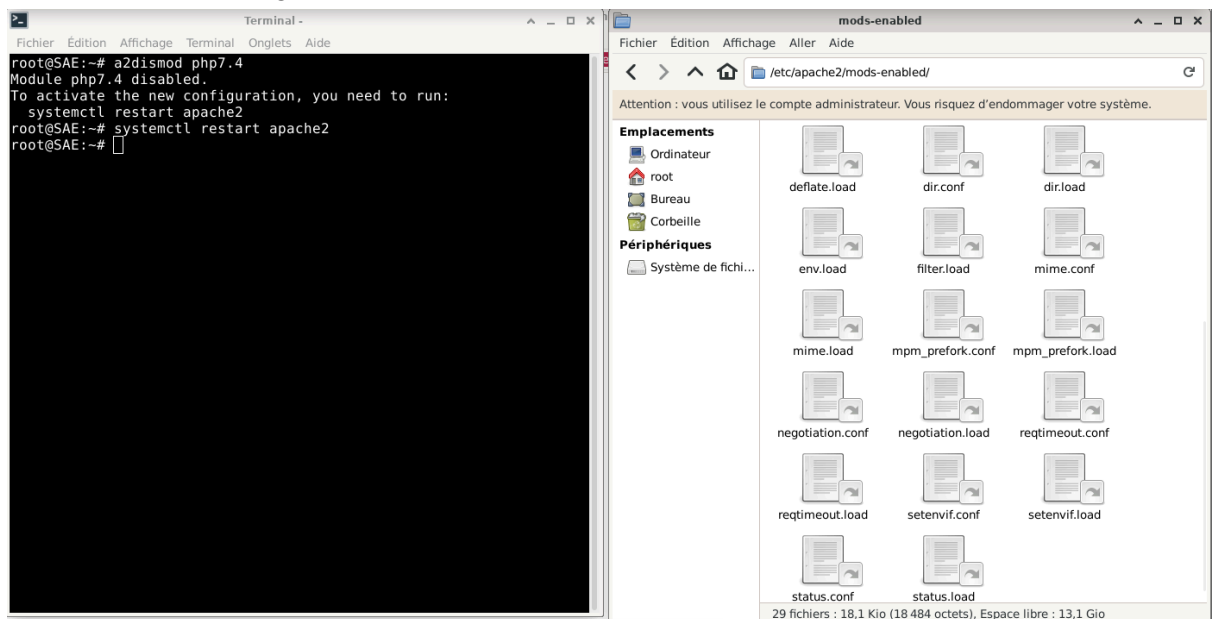 Terminal -
Fichier Édition Affichage Terminal Onglets Aide
root@SAE:~# a2dismod php7.4
Module php7.4 disabled.
To activate the new configuration, you need to run:
  systemctl restart apache2
root@SAE:~# systemctl restart apache2
root@SAE:~#
mods-enabled
Fichier Édition Affichage Aller Aide
/etc/apache2/mods-enabled/
Attention : vous utilisez le compte administrateur. Vous risquez d'endommager votre système.
Emplacements
Ordinateur
root
Bureau
Corbeille
Périphériques
Système de fichi...
deflate.load dir.conf dir.load
env.load filter.load mime.conf
mime.load mpm_prefork.conf mpm_prefork.load
negotiation.conf negotiation.load reqtimeout.conf
reqtimeout.load setenvif.conf setenvif.load
status.conf status.load
29 fichiers : 18,1 Kio (18 484 octets), Espace libre : 13,1 Gio